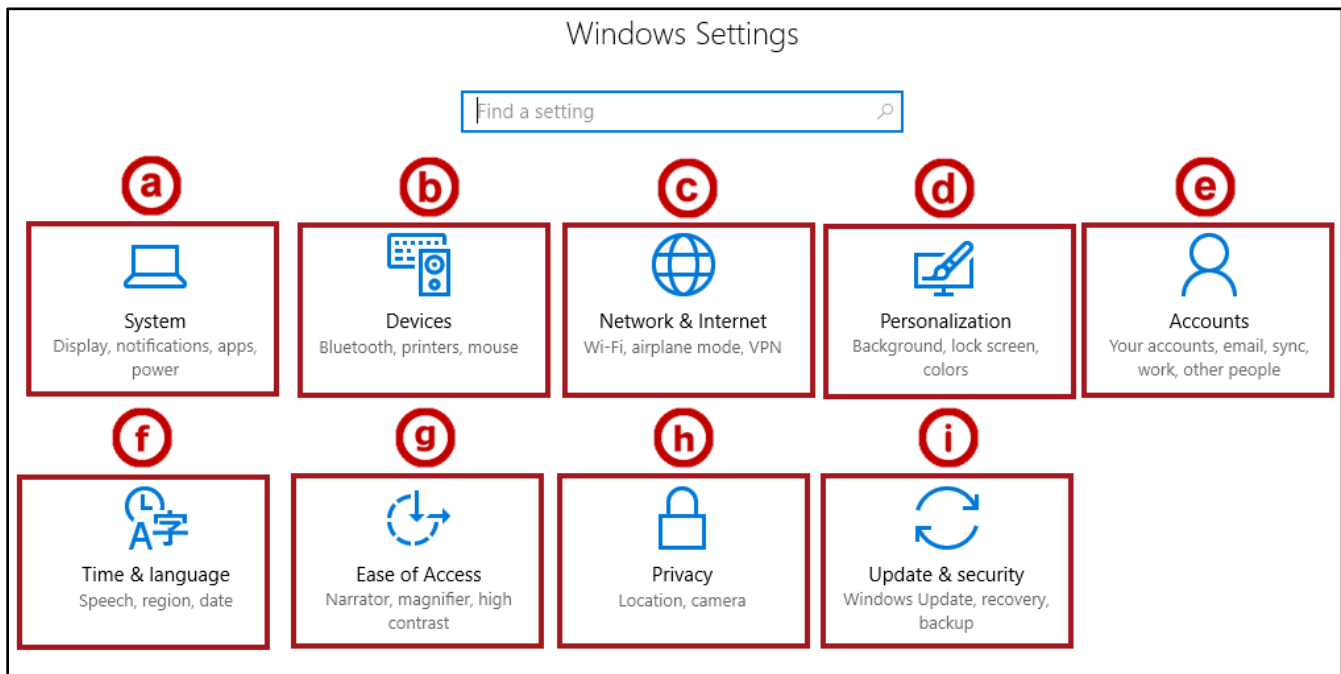 Windows Settings
Find a setting
a
b
c
d
e
System
Display, notifications, apps,
power
Devices
Bluetooth, printers, mouse
Network & Internet
Wi-Fi, airplane mode, VPN
Personalization
Background, lock screen,
colors
Accounts
Your accounts, email, sync,
work, other people
f
g
h
i
A字
Time & language
Speech, region, date
Ease of Access
Narrator, magnifier, high
contrast
Privacy
Location, camera
Update & security
Windows Update, recovery,
backup